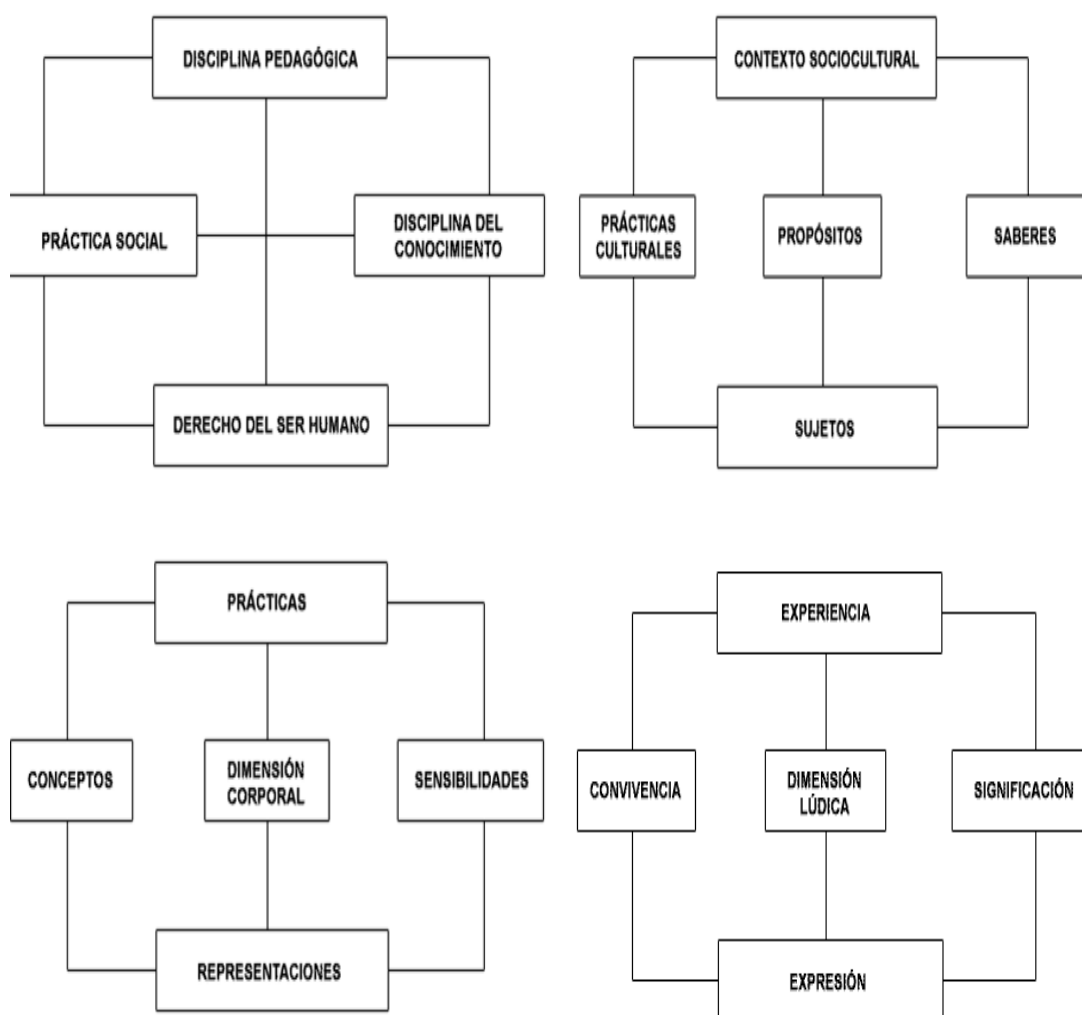 DISCIPLINA PEDAGÓGICA
PRÁCTICA SOCIAL
DISCIPLINA DEL
CONOCIMIENTO
DERECHO DEL SER HUMANO
CONTEXTO SOCIOCULTURAL
PRÁCTICAS
CULTURALES
PROPÓSITOS
SABERES
SUJETOS
PRÁCTICAS
CONCEPTOS
DIMENSIÓN
CORPORAL
SENSIBILIDADES
REPRESENTACIONES
EXPERIENCIA
CONVIVENCIA
DIMENSIÓN
LÚDICA
SIGNIFICACIÓN
EXPRESIÓN